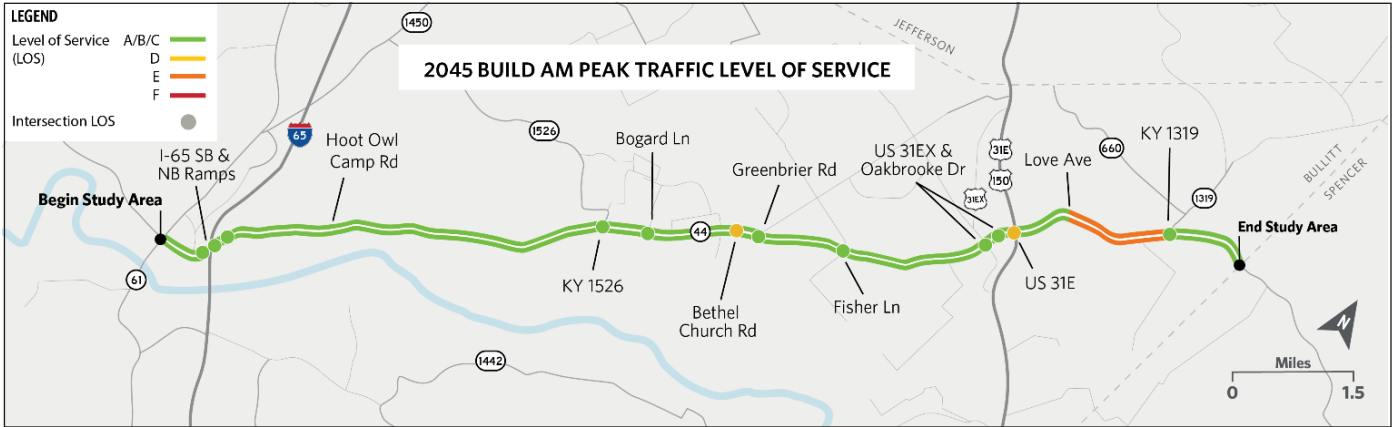 LEGEND
Level of Service A/B/C
(LOS) D
E
F
Intersection LOS
2045 BUILD AM PEAK TRAFFIC LEVEL OF SERVICE
1450
JEFFERSON
65
1526
Hoot Owl
Camp Rd
I-65 SB &
NB Ramps
Begin Study Area
61
KY 1526
Bogard Ln
44
Bethel
Church Rd
Greenbrier Rd
Fisher Ln
US 31EX &
Oakbrooke Dr
31EX
31E
150
US 31E
Love Ave
660
KY 1319
1319
BULLITT
SPENCER
End Study Area
1442
N
Miles
0 1.5